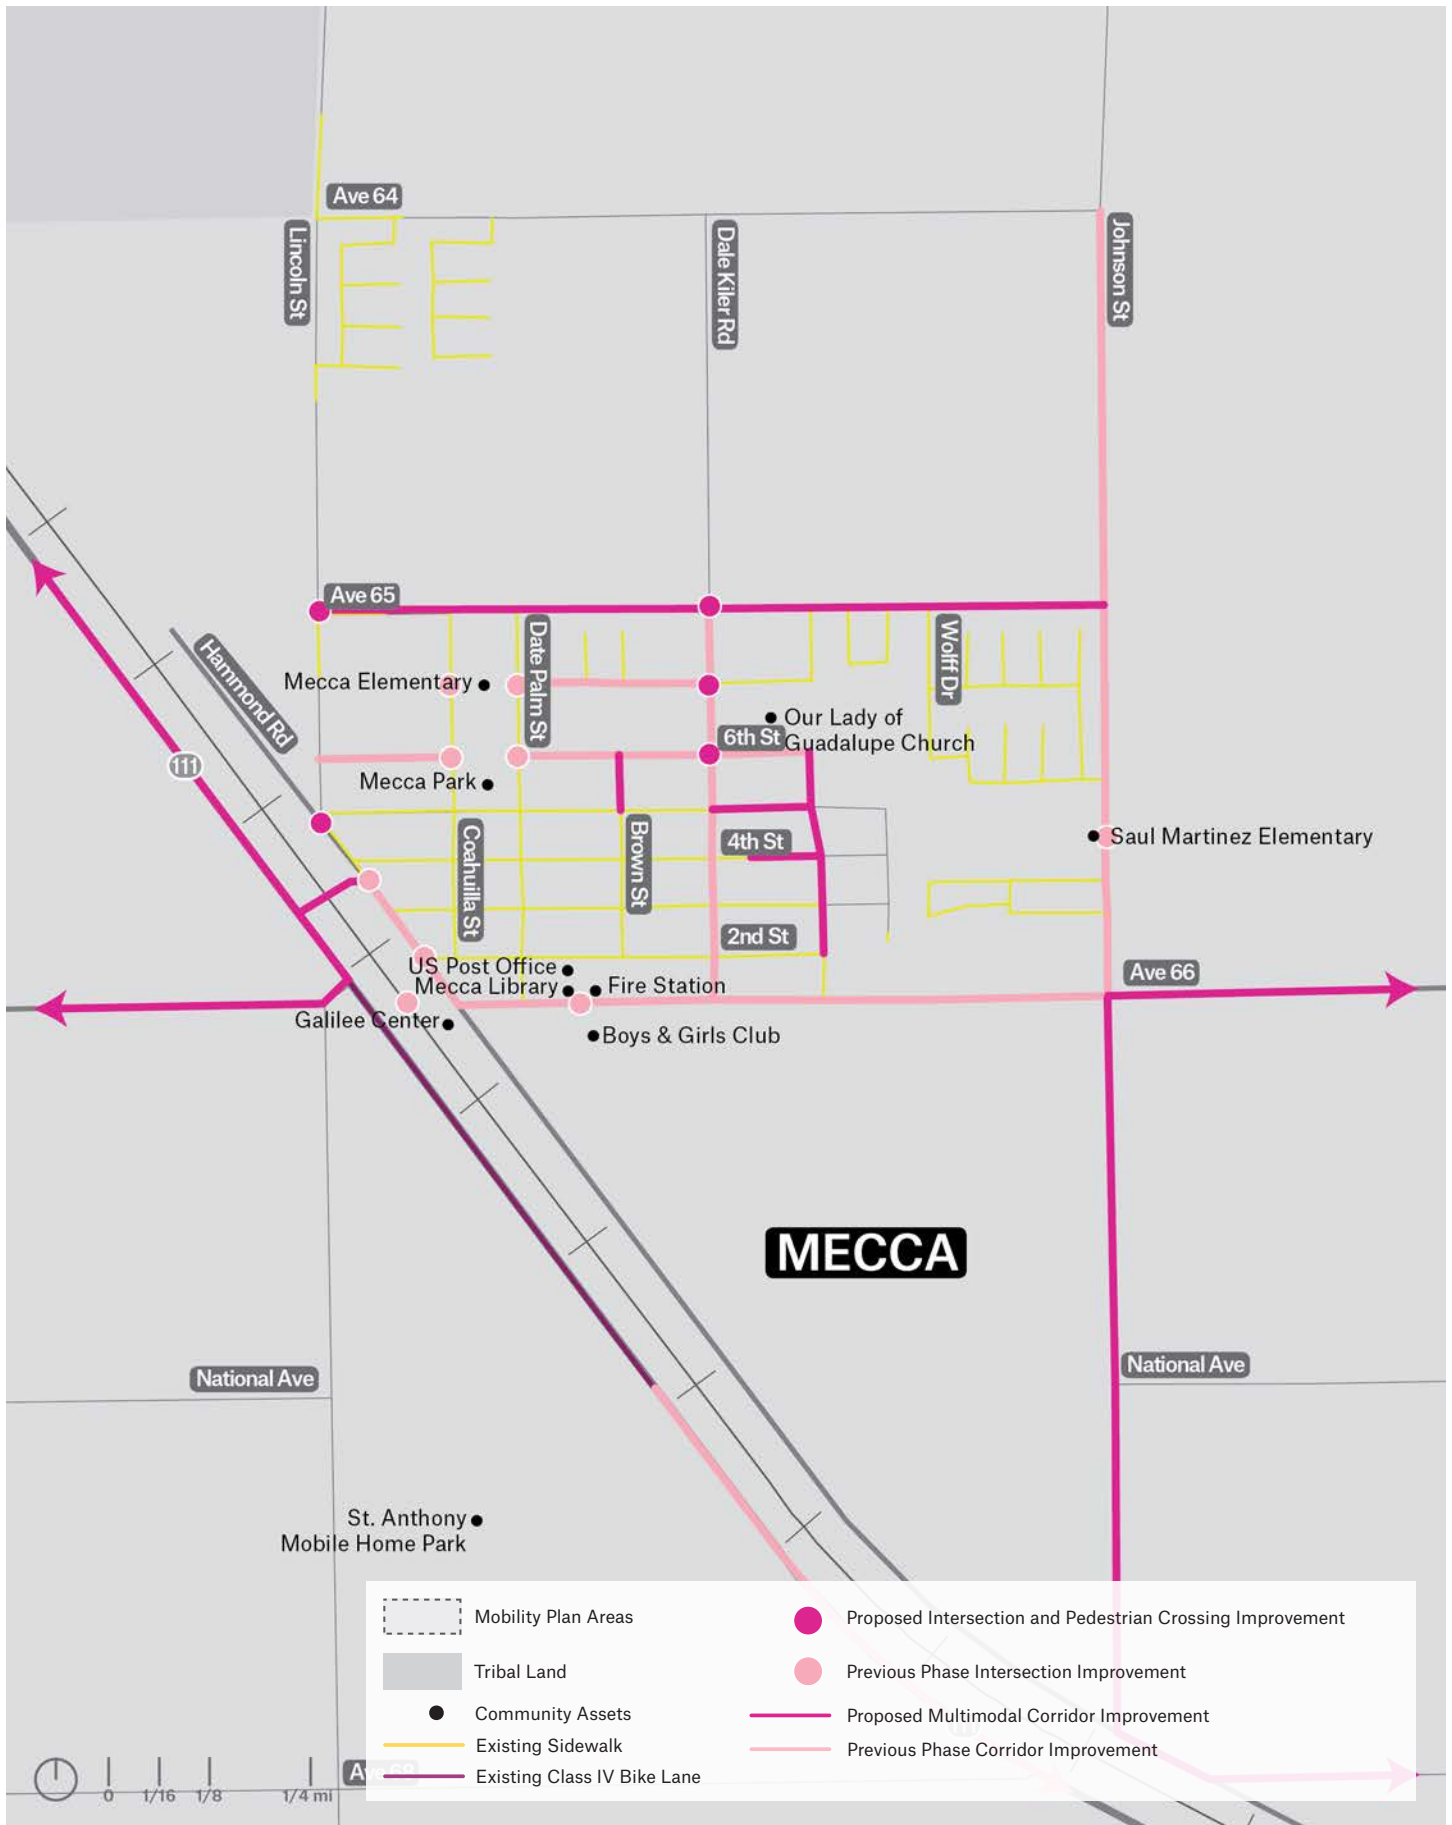 Ave 64
Lincoln St
Dale Kiler Rd
Johnson St
Ave 65
Hammond Rd
Date Palm St
Wolff Dr
Mecca Elementary
Our Lady of
Guadalupe Church
6th St
111
Mecca Park
Coahuilla St
Brown St
4th St
Saul Martinez Elementary
2nd St
US Post Office
Mecca Library
Fire Station
Ave 66
Galilee Center
Boys & Girls Club
MECCA
National Ave
National Ave
St. Anthony
Mobile Home Park
Mobility Plan Areas
Tribal Land
Community Assets
Existing Sidewalk
Existing Class IV Bike Lane
Proposed Intersection and Pedestrian Crossing Improvement
Previous Phase Intersection Improvement
Proposed Multimodal Corridor Improvement
Previous Phase Corridor Improvement
111
Ave 68
0 1/16 1/8 1/4 mi